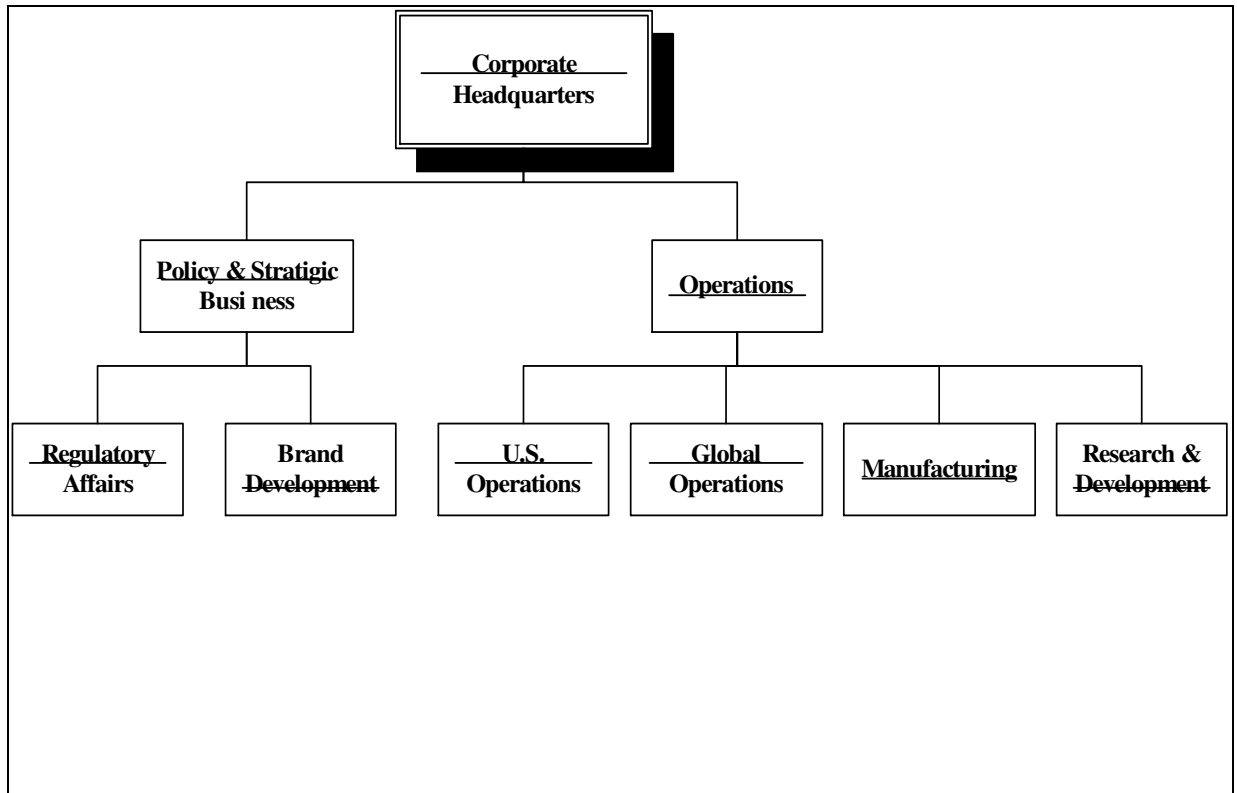 Corporate
Headquarters
Policy & Stratigic
Busi ness
Operations
Regulatory
Affairs
Brand
Development
U.S.
Operations
Global
Operations
Manufacturing
Research &
Development